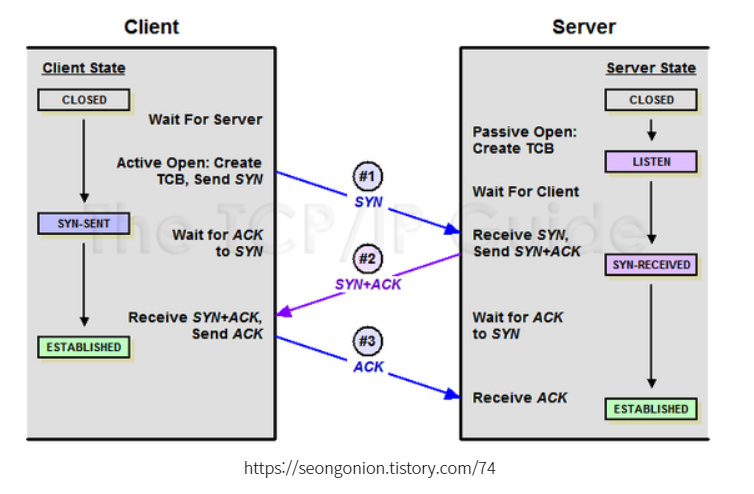 Client
Server
Client State
CLOSED
Wait For Server
Active Open: Create
TCB, Send SYN
SYN-SENT
Wait for ACK
to SYN
Receive SYN+ACK,
Send ACK
ESTABLISHED
#1
SYN
#2
SYN+ACK
#3
ACK
Server State
CLOSED
Passive Open:
Create TCB
LISTEN
Wait For Client
Receive SYN,
Send SYN+ACK
SYN-RECEIVED
Wait for ACK
to SYN
Receive ACK
ESTABLISHED
The TCP/IP Guide
https://seongonion.tistory.com/74